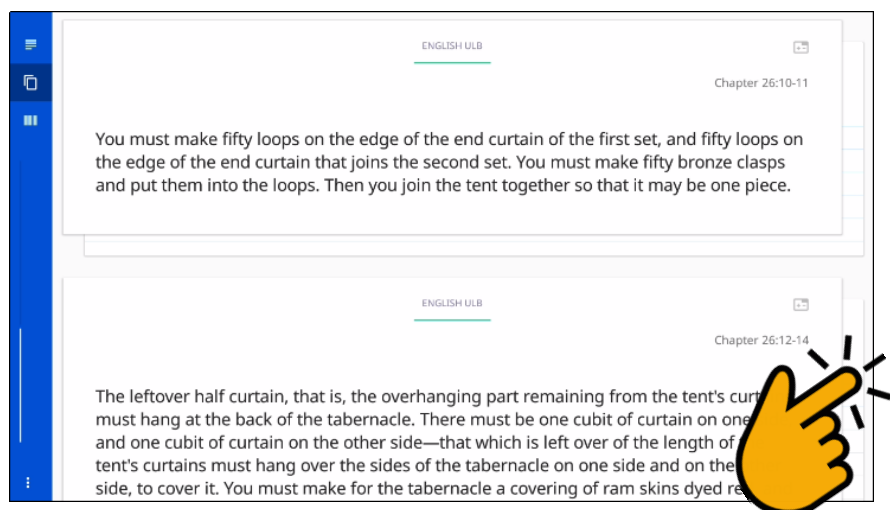 ENGLISH ULB
Chapter 26:10-11
You must make fifty loops on the edge of the end curtain of the first set, and fifty loops on
the edge of the end curtain that joins the second set. You must make fifty bronze clasps
and put them into the loops. Then you join the tent together so that it may be one piece.
ENGLISH ULB
Chapter 26:12-14
The leftover half curtain, that is, the overhanging part remaining from the tent's
must hang at the back of the tabernacle. There must be one cubit of curtain on one
and one cubit of curtain on the other side—that which is left over of the length of
tent's curtains must hang over the sides of the tabernacle on one side and on the
side, to cover it. You must make for the tabernacle a covering of ram skins dyed